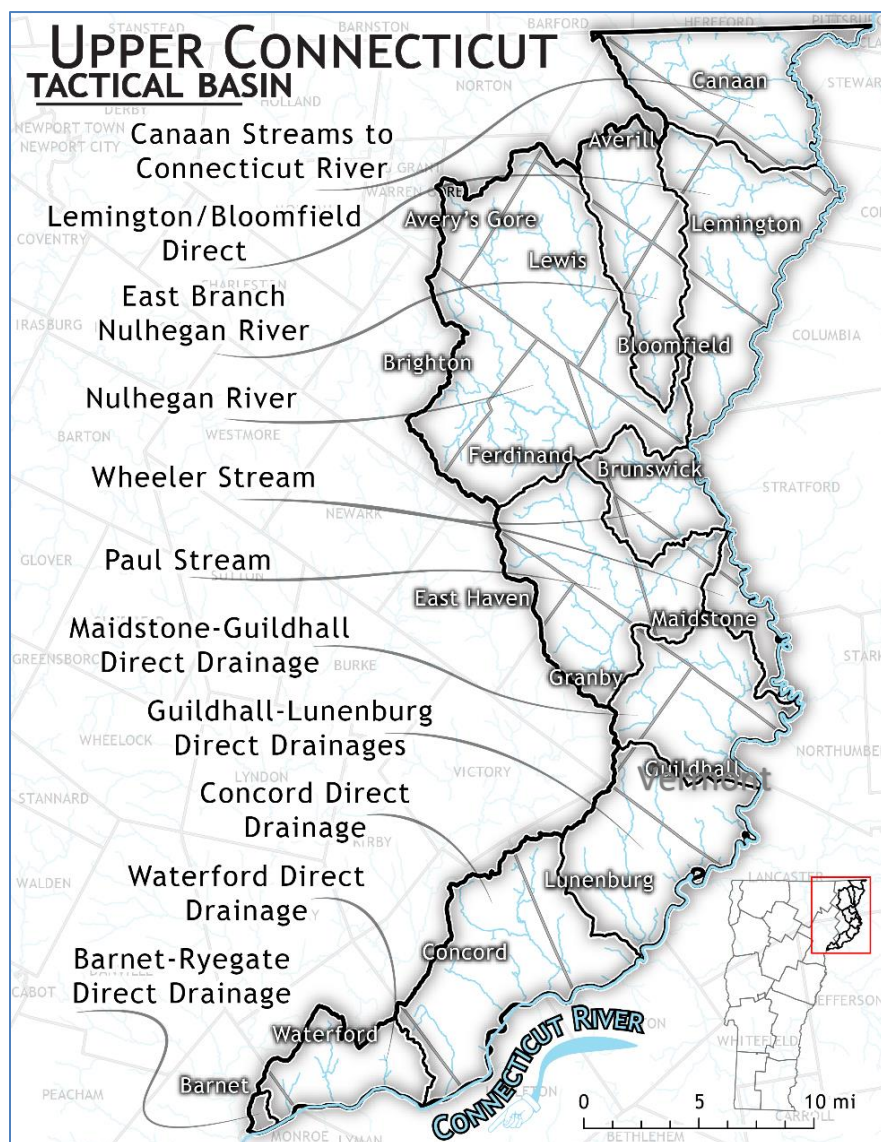 UPPER CONNECTICUT
TACTICAL BASIN
Canaan Streams to
Connecticut River
Lemington/Bloomfield
Direct
East Branch
Nulhegan River
Nulhegan River
Wheeler Stream
Paul Stream
Maidstone-Guildhall
Direct Drainage
Guildhall-Lunenburg
Direct Drainages
Concord Direct
Drainage
Waterford Direct
Drainage
Barnet-Ryegate
Direct Drainage
Canaan
Averill
Avery's Gore
Lemington
Lewis
Bloomfield
Brighton
Ferdinand
Brunswick
East Haven
Maidstone
Granby
Guildhall
Vermont
Lunenburg
Concord
Waterford
Barnet
CONNECTICUT RIVER
0 5 10 mi
STANSTEAD
BARNSTON
BARFORD
HEREFORD
NORTON
HOLLAND
DERBY
NEWPORT TOWN
NEWPORT CITY
COVENTRY
CHARLESTON
IRASBURG
COLUMBIA
BARTON
WESTMORE
STRATFORD
NEWARK
GLOVER
SUTTON
BURKE
WHEELOCK
LYNDON
VICTORY
STANNARD
KIRBY
WALDEN
LANCASTER
CABOT
DANVILLE
PEACHAM
MONROE
LYMAN
WHITEFIELD
CARROLL
BETHLEHEM